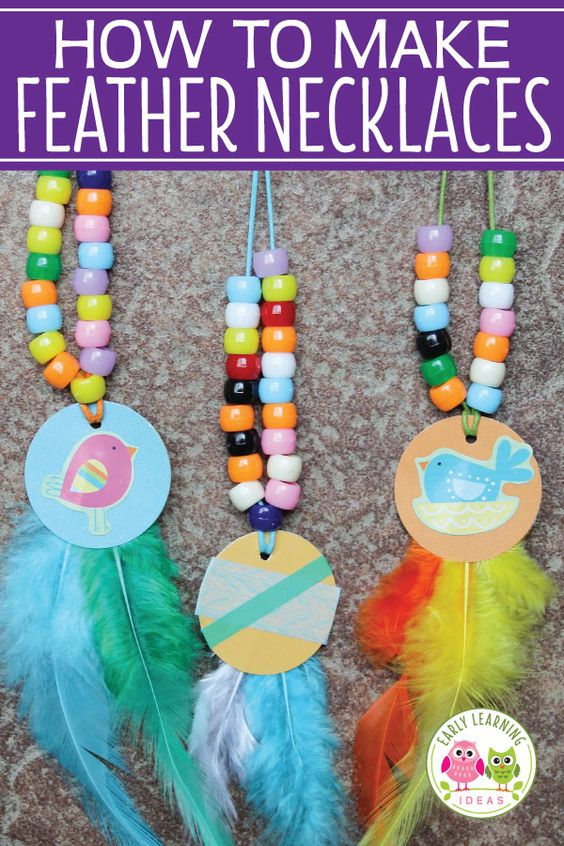 HOW TO MAKE
FEATHER NECKLACES
EARLY LEARNING
IDEAS